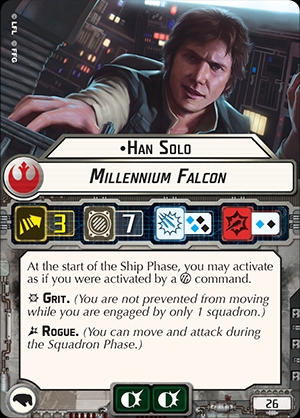 © LFL © FFG
•Han Solo
Millennium Falcon
3 7
At the start of the Ship Phase, you may activate
as if you were activated by a command.
Grit. (You are not prevented from moving
while you are engaged by only 1 squadron.)
Rogue. (You can move and attack during
the Squadron Phase.)
26